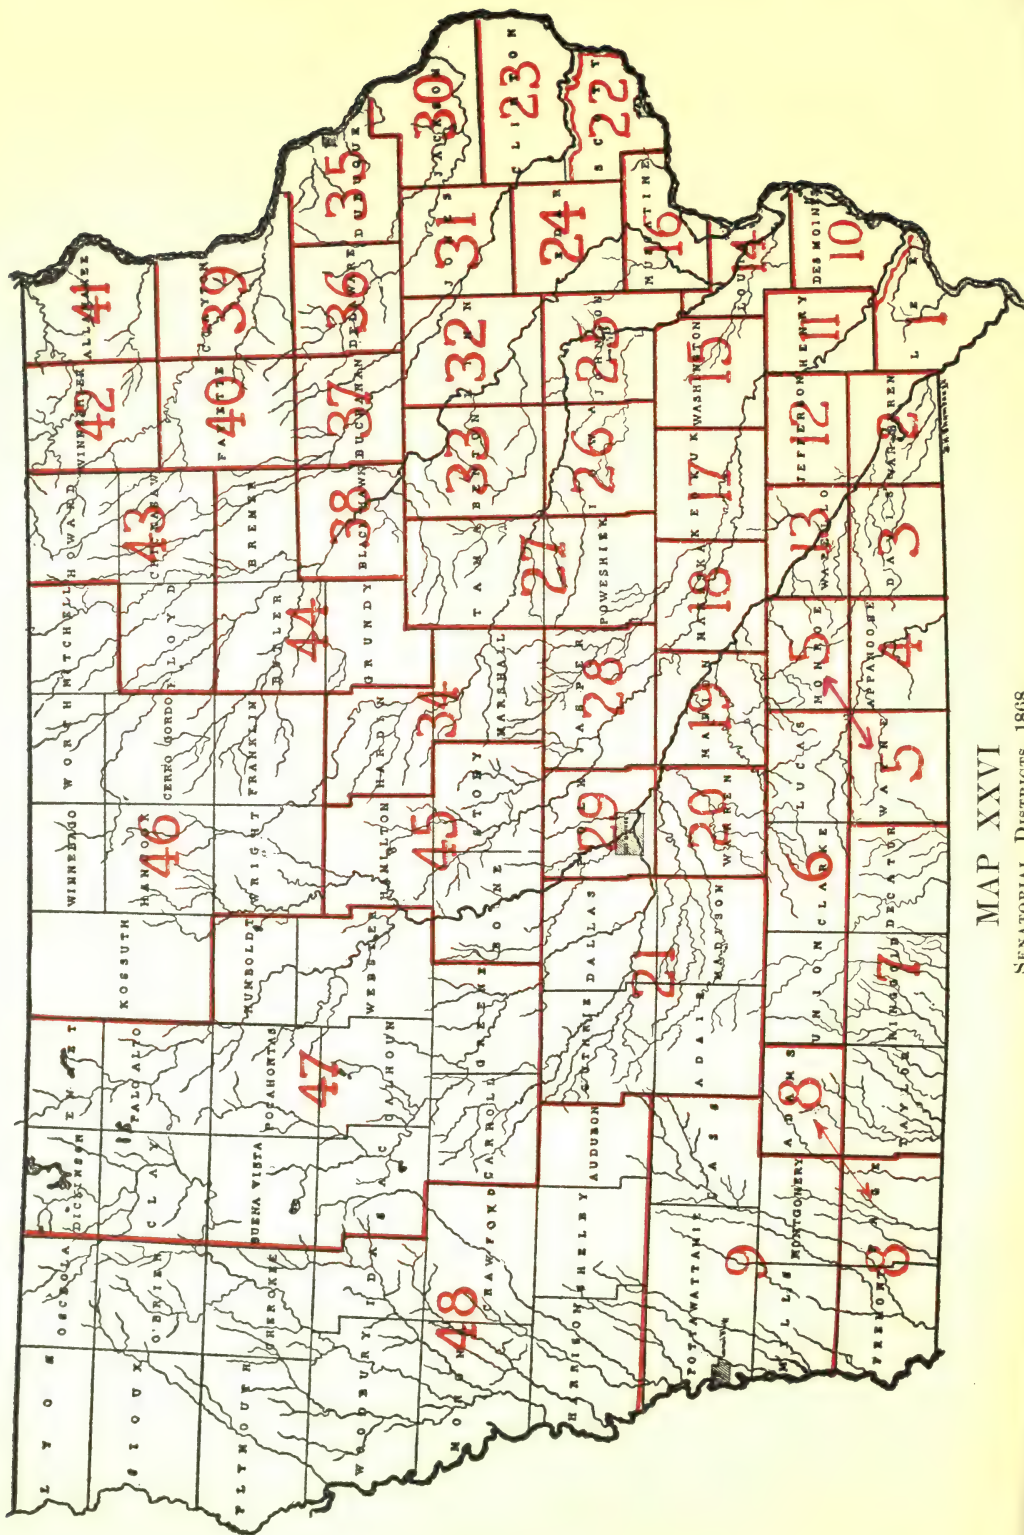 LYON
OSCEOLA
DICKINSON
EMMET
KOSSUTH
WINNEBAGO
WORTH
MITCHELL
HOWARD
WINNESHIEK
42
ALLAMAKEE
41
SIOUX
O'BRIEN
CLAY
PALO ALTO
HANCOCK
46
CERRO GORDO
FLOYD
CHICKASAW
43
FAYETTE
40
CLAYTON
39
PLYMOUTH
CHEROKEE
BUENA VISTA
POCAHONTAS
47
HUMBOLDT
WRIGHT
FRANKLIN
BUTLER
44
BREMER
WOODBURY
IDA
SAC
CALHOUN
WEBSTER
HAMILTON
HARDIN
34
GRUNDY
BLACK HAWK
38
BUCHANAN
37
DELAWARE
36
DUBUQUE
35
MONONA
48
CRAWFORD
CARROLL
GREENE
BOONE
STORY
45
MARSHALL
TAMA
27
BENTON
33
LINN
32
JONES
31
JACKSON
30
HARRISON
SHELBY
AUDUBON
GUTHRIE
DALLAS
21
POLK
29
JASPER
28
POWESHIEK
IOWA
26
JOHNSON
25
CEDAR
24
CLINTON
23
SCOTT
22
POTTAWATTAMIE
9
CASS
ADAIR
MADISON
WARREN
20
MARION
19
MAHASKA
18
KEOKUK
17
WASHINGTON
15
LOUISA
14
MUSCATINE
16
MILLS
MONTGOMERY
ADAMS
8
UNION
CLARKE
6
LUCAS
MONROE
5
WAPELLO
13
JEFFERSON
12
HENRY
11
DES MOINES
10
FREMONT
8
PAGE
TAYLOR
RINGGOLD
7
DECATUR
WAYNE
5
APPANOOSE
4
DAVIS
3
VAN BUREN
2
LEE
1
MAP XXVI
SENATORIAL DISTRICTS, 1868